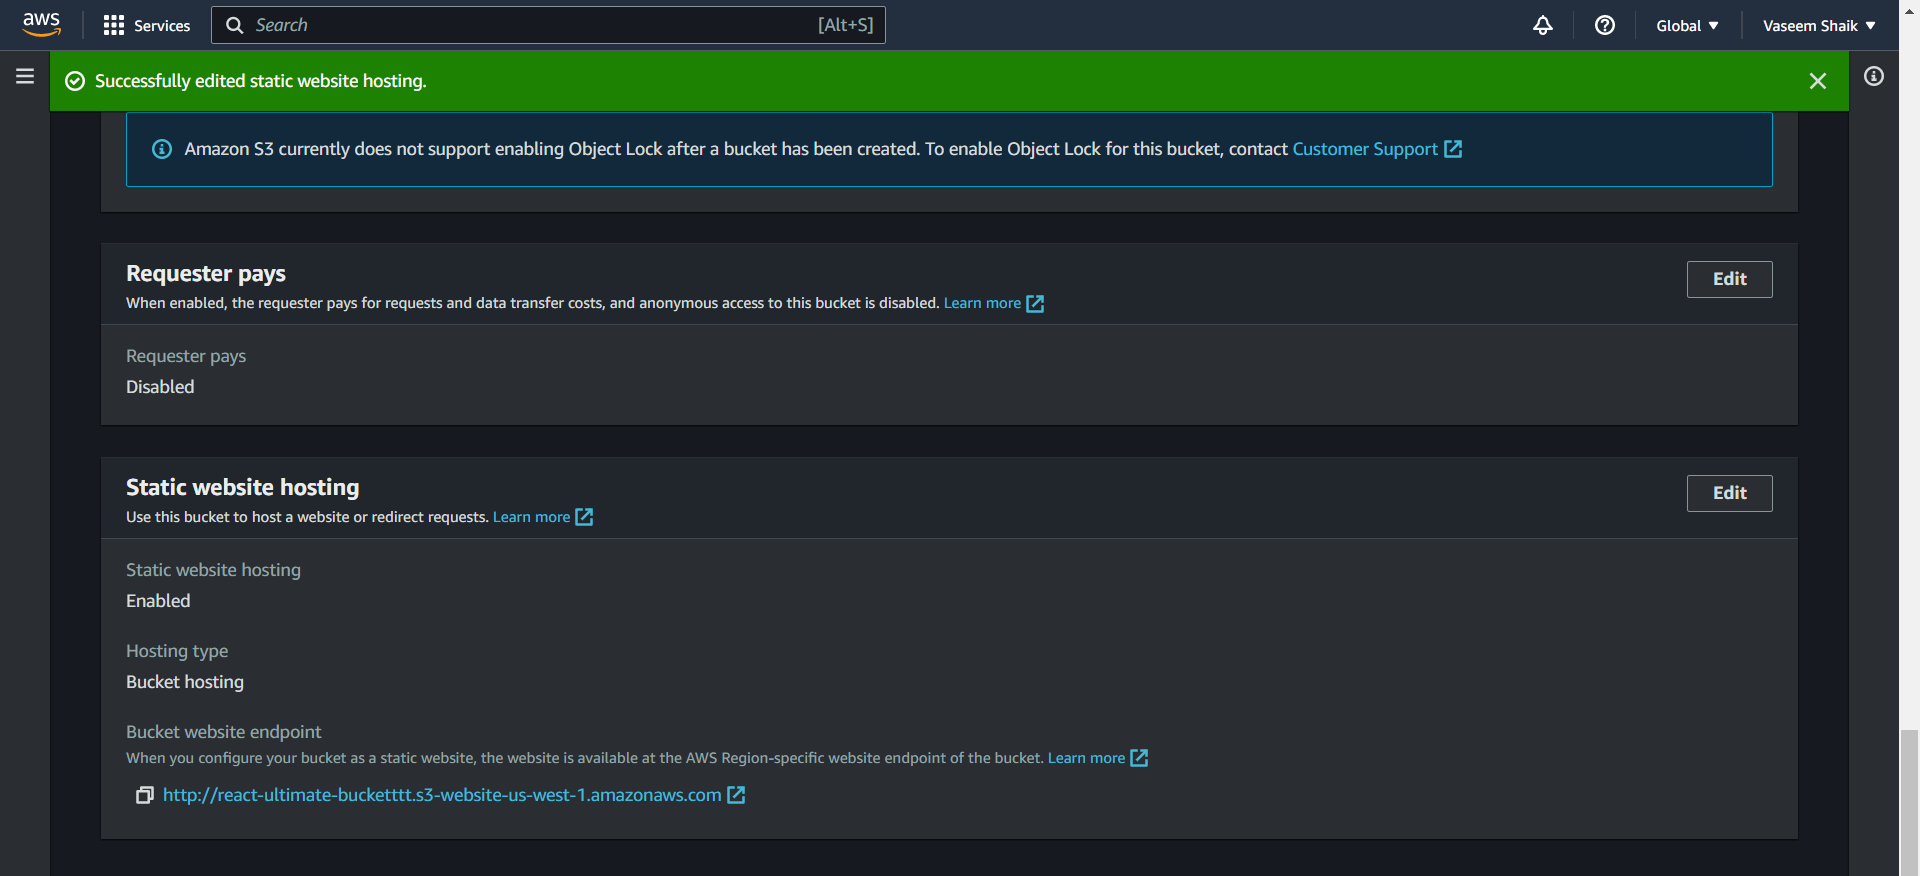 aws
Services
Search
[Alt+S]
Global
Vaseem Shaik
Successfully edited static website hosting.
Amazon S3 currently does not support enabling Object Lock after a bucket has been created. To enable Object Lock for this bucket, contact Customer Support
Requester pays
Edit
When enabled, the requester pays for requests and data transfer costs, and anonymous access to this bucket is disabled. Learn more
Requester pays
Disabled
Static website hosting
Edit
Use this bucket to host a website or redirect requests. Learn more
Static website hosting
Enabled
Hosting type
Bucket hosting
Bucket website endpoint
When you configure your bucket as a static website, the website is available at the AWS Region-specific website endpoint of the bucket. Learn more
http://react-ultimate-bucketttt.s3-website-us-west-1.amazonaws.com